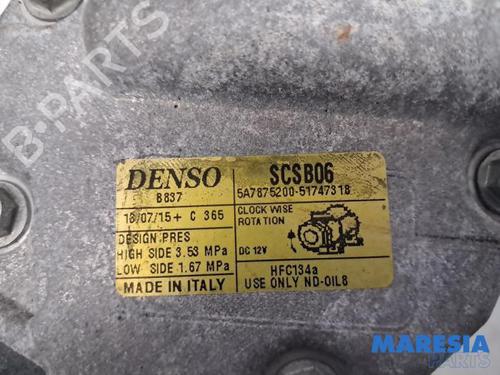 DENSO
B837
SCSB06
5A7875200-51747318
18/07/15+ C 365
CLOCK WISE
ROTATION
DESIGN PRES
HIGH SIDE 3.53 MPa
LOW SIDE 1.67 MPa
DC 12V
HFC134a
MADE IN ITALY
USE ONLY ND-OIL8
B-PARTS
MARESIA
PARTS